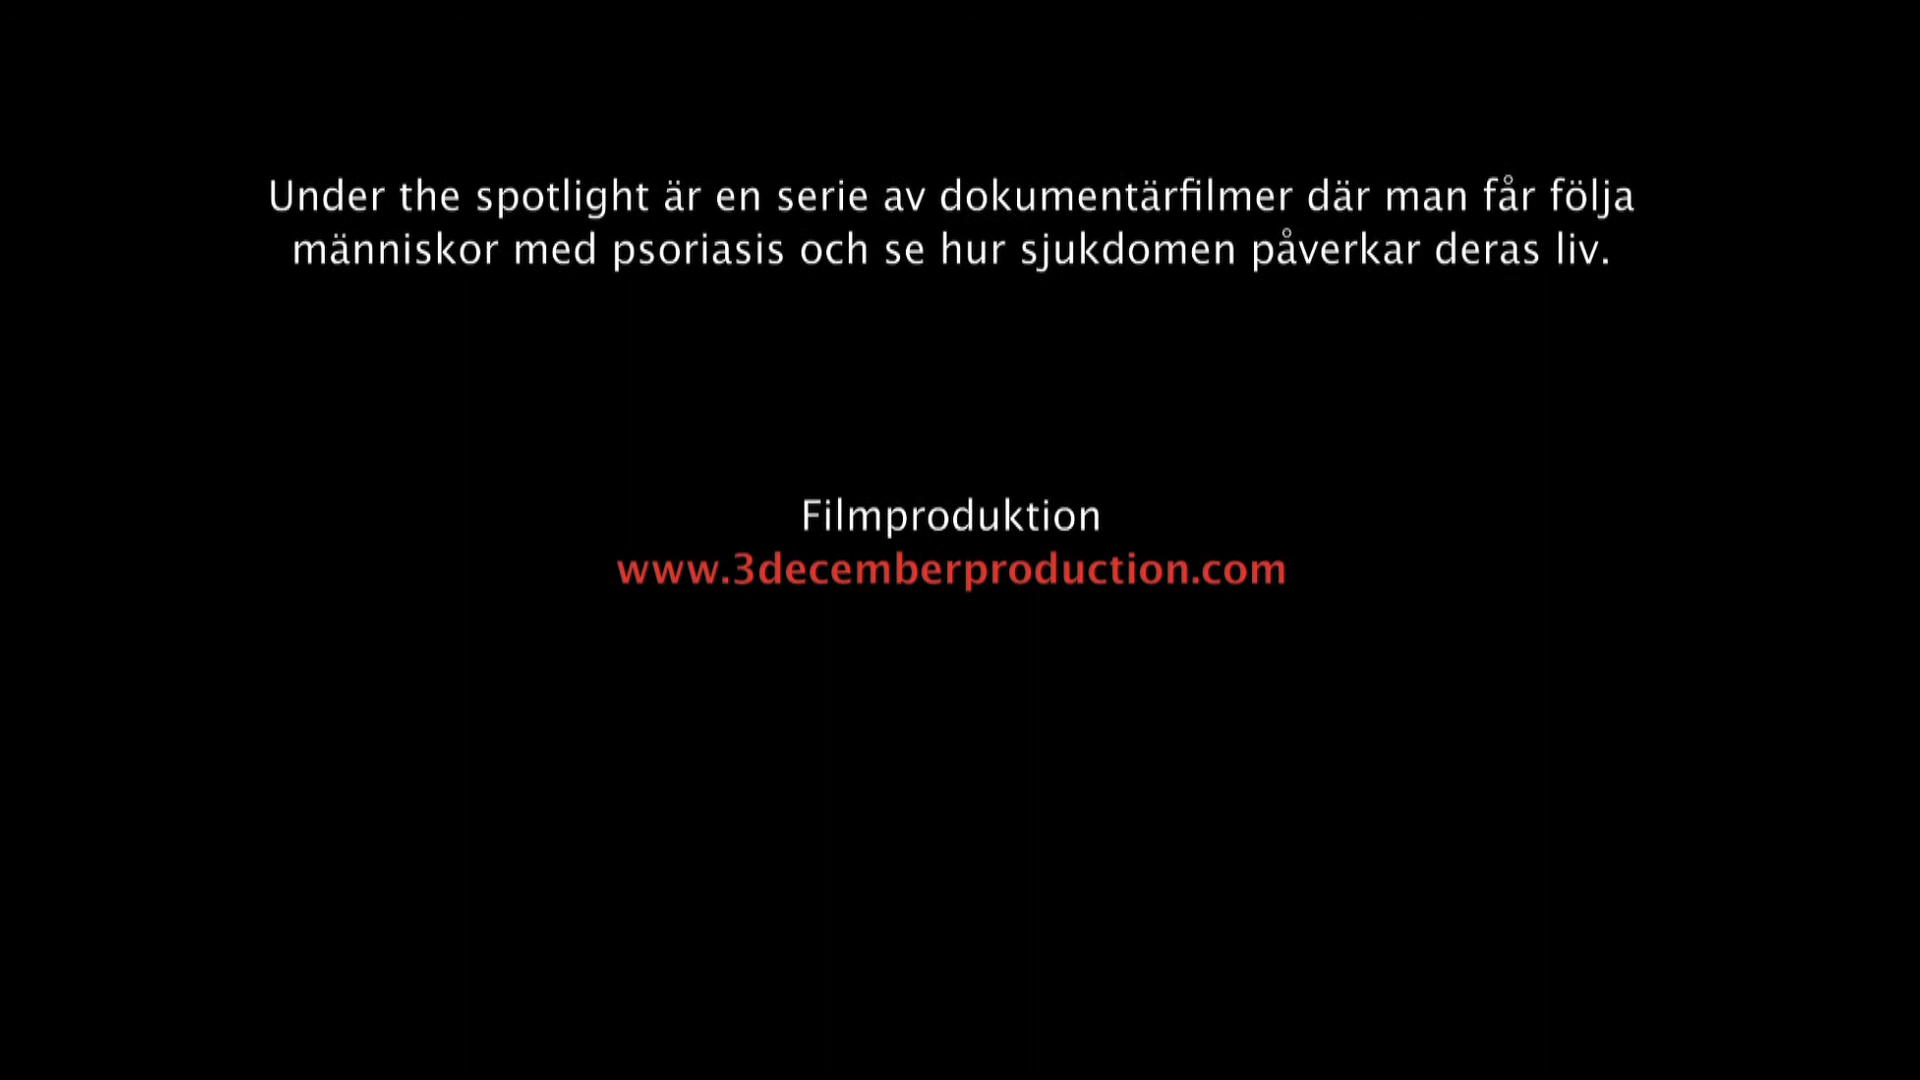 Under the spotlight är en serie av dokumentärfilmer där man får följa
människor med psoriasis och se hur sjukdomen påverkar deras liv.
Filmproduktion
www.3decemberproduction.com